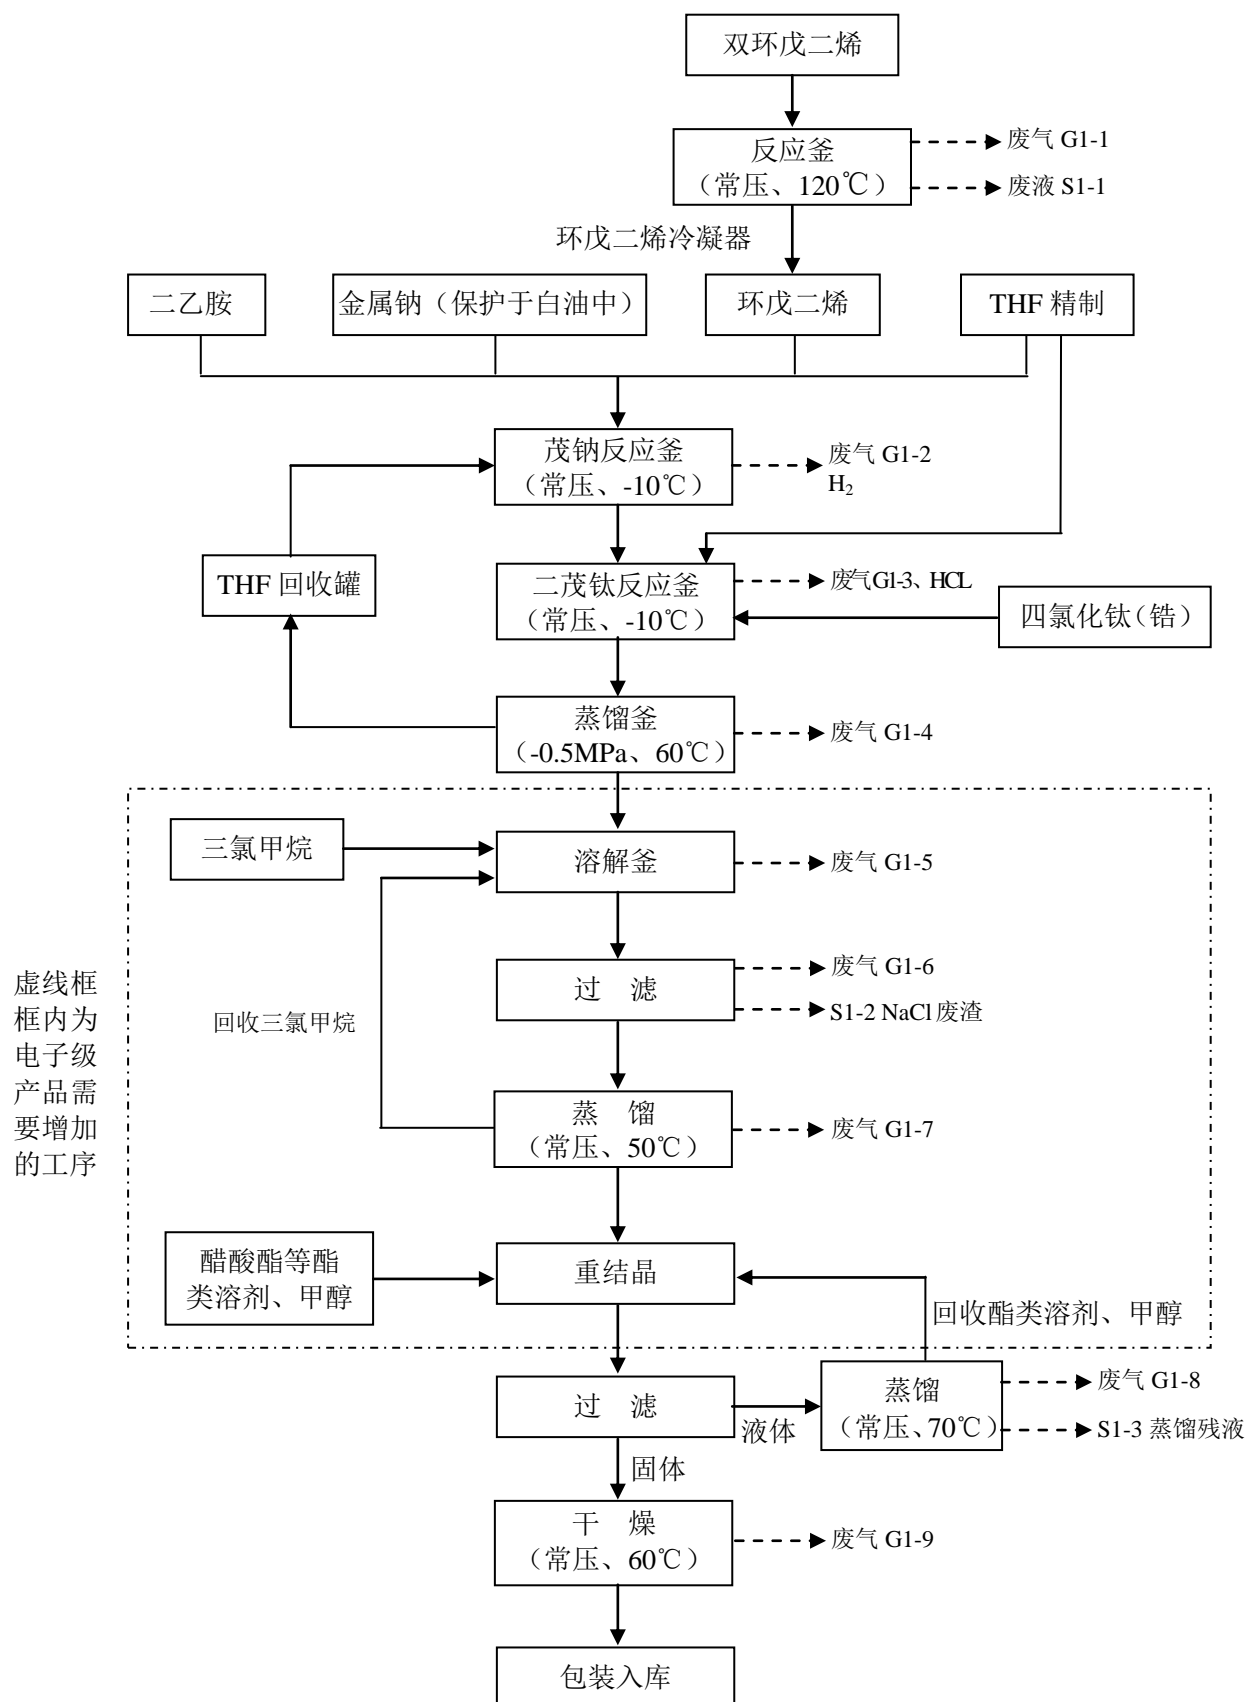 双环戊二烯
反应釜
（常压、120℃）
废气 G1-1
废液 S1-1
环戊二烯冷凝器
二乙胺
金属钠（保护于白油中）
环戊二烯
THF 精制
茂钠反应釜
（常压、-10℃）
废气 G1-2
H₂
THF 回收罐
二茂钛反应釜
（常压、-10℃）
废气G1-3、HCL
四氯化钛（锆）
蒸馏釜
（-0.5MPa、60℃）
废气 G1-4
三氯甲烷
溶解釜
废气 G1-5
虚线框
框内为
电子级
产品需
要增加
的工序
回收三氯甲烷
过 滤
废气 G1-6
S1-2 NaCl 废渣
蒸 馏
（常压、50℃）
废气 G1-7
醋酸酯等酯
类溶剂、甲醇
重结晶
回收酯类溶剂、甲醇
过 滤
液体
蒸馏
（常压、70℃）
废气 G1-8
S1-3 蒸馏残液
固体
干 燥
（常压、60℃）
废气 G1-9
包装入库